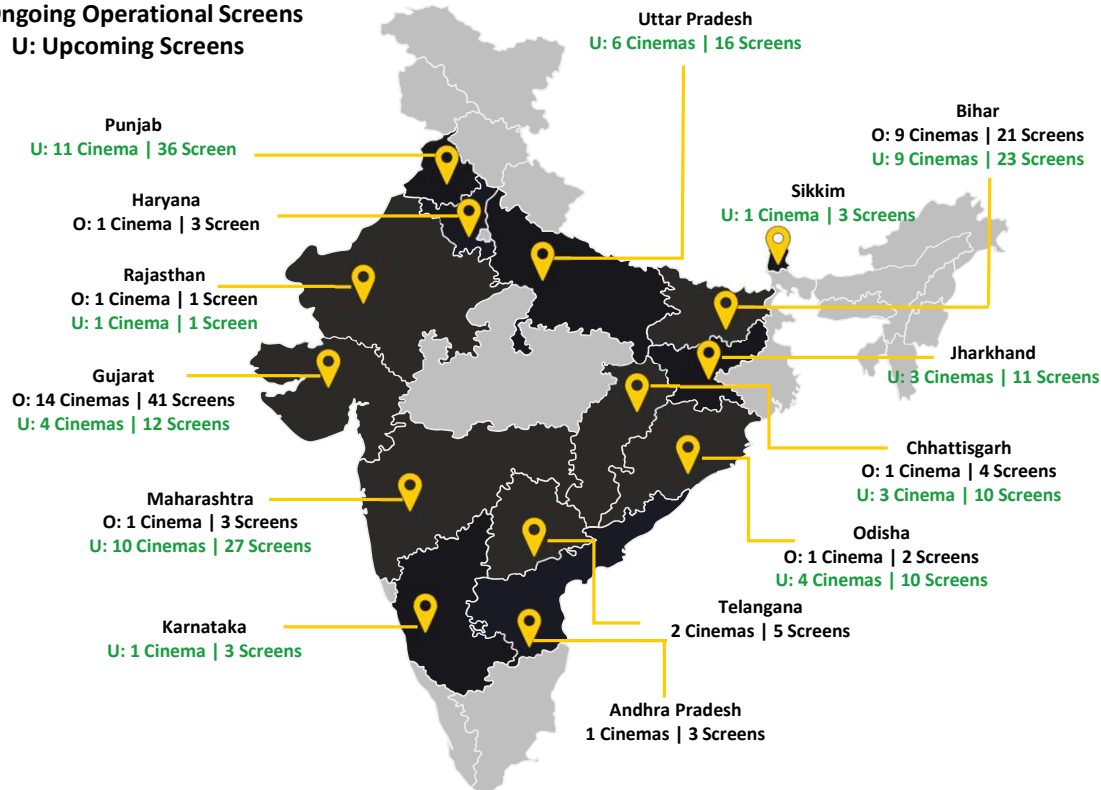 ngoing Operational Screens
U: Upcoming Screens
Uttar Pradesh
U: 6 Cinemas | 16 Screens
Punjab
U: 11 Cinema | 36 Screen
Bihar
O: 9 Cinemas | 21 Screens
U: 9 Cinemas | 23 Screens
Haryana
O: 1 Cinema | 3 Screen
Sikkim
U: 1 Cinema | 3 Screens
Rajasthan
O: 1 Cinema | 1 Screen
U: 1 Cinema | 1 Screen
Gujarat
O: 14 Cinemas | 41 Screens
U: 4 Cinemas | 12 Screens
Jharkhand
U: 3 Cinemas | 11 Screens
Chhattisgarh
O: 1 Cinema | 4 Screens
U: 3 Cinema | 10 Screens
Maharashtra
O: 1 Cinema | 3 Screens
U: 10 Cinemas | 27 Screens
Odisha
O: 1 Cinema | 2 Screens
U: 4 Cinemas | 10 Screens
Telangana
2 Cinemas | 5 Screens
Karnataka
U: 1 Cinema | 3 Screens
Andhra Pradesh
1 Cinemas | 3 Screens